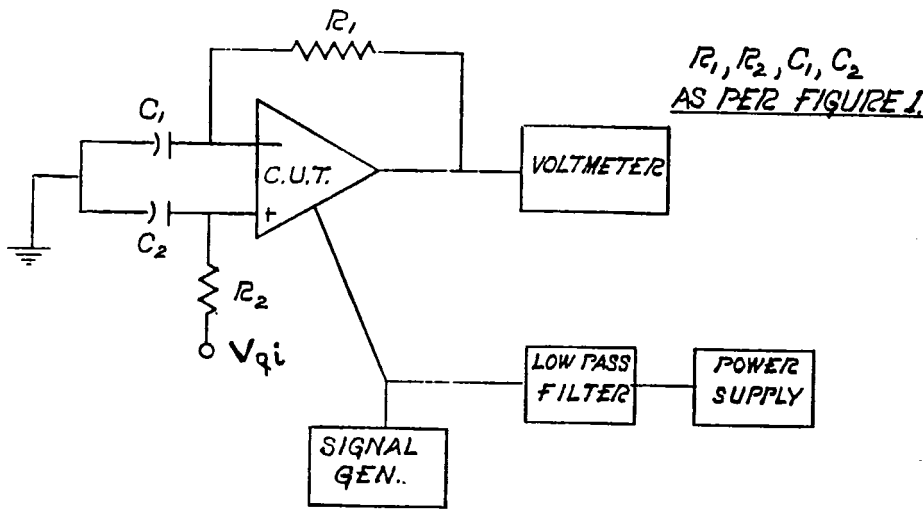 R₁
R₁, R₂, C₁, C₂
AS PER FIGURE 1.
C₁
−
C.U.T.
+
VOLTMETER
C₂
R₂
Vqi
LOW PASS
FILTER
POWER
SUPPLY
SIGNAL
GEN..